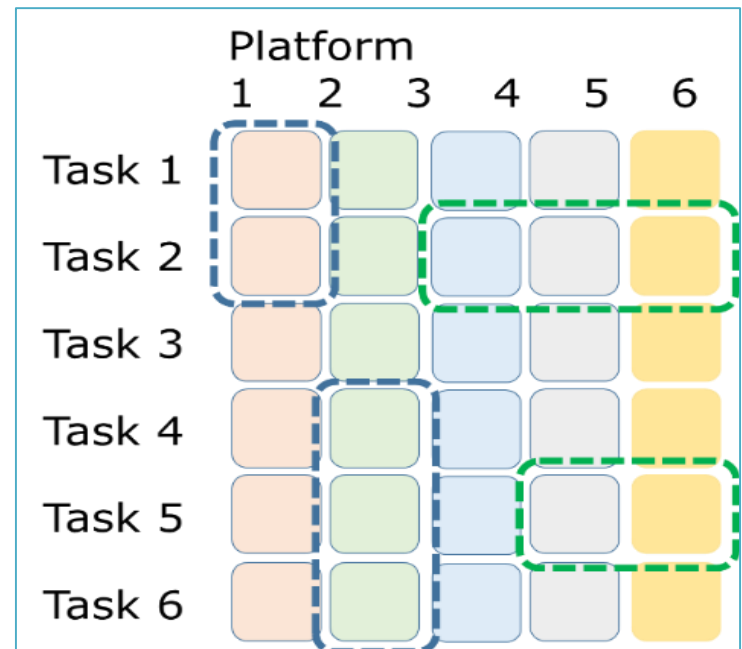 Platform
1 2 3 4 5 6
Task 1
Task 2
Task 3
Task 4
Task 5
Task 6